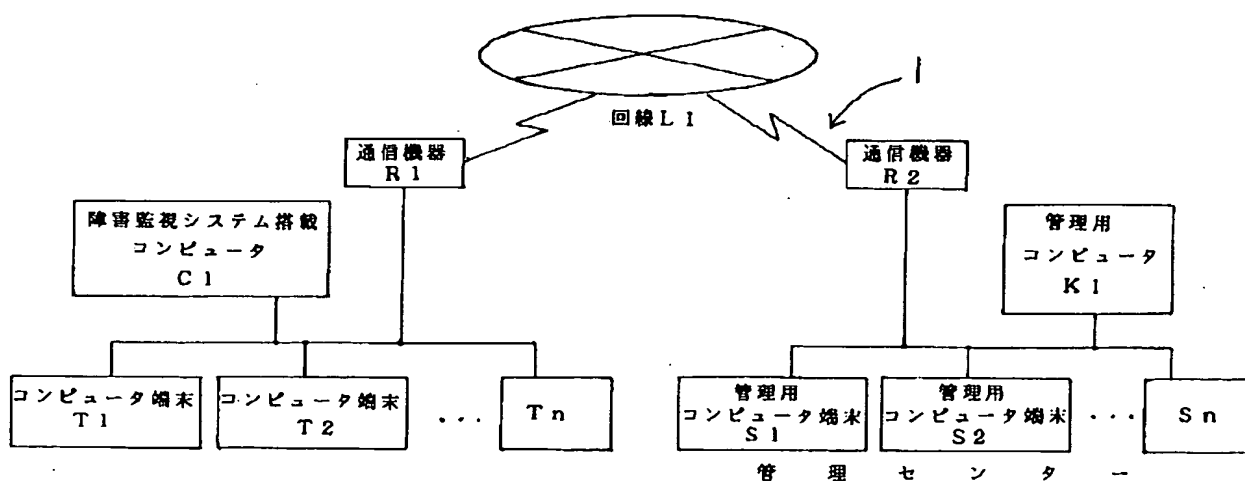 回線L1
1
通信機器
R1
通信機器
R2
障害監視システム搭載
コンピュータ
C1
管理用
コンピュータ
K1
コンピュータ端末
T1
コンピュータ端末
T2
...
Tn
管理用
コンピュータ端末
S1
管理用
コンピュータ端末
S2
...
Sn
管理センター